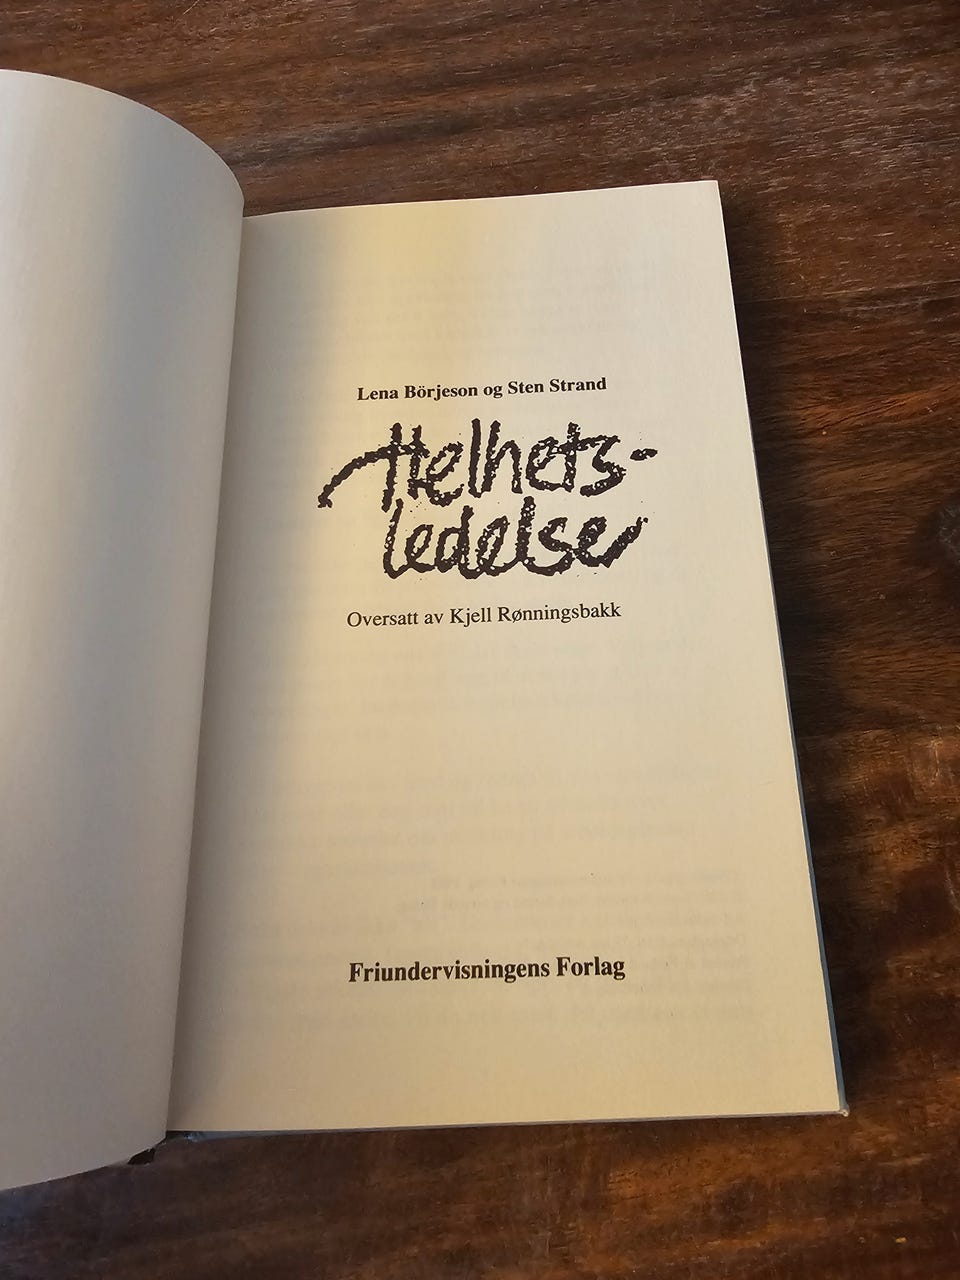 Lena Börjeson og Sten Strand
Helhets-
ledelse
Oversatt av Kjell Rønningsbakk
Friundervisningens Forlag